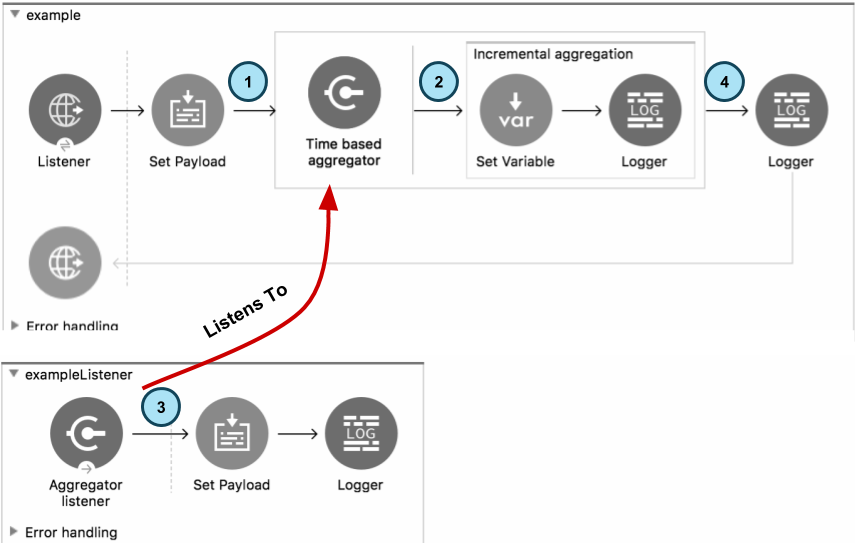 example
1
2
Incremental aggregation
4
LOG
LOG
var
Listener
Set Payload
Time based
aggregator
Set Variable
Logger
Logger
Listens To
Error handling
exampleListener
3
LOG
Aggregator
listener
Set Payload
Logger
Error handling